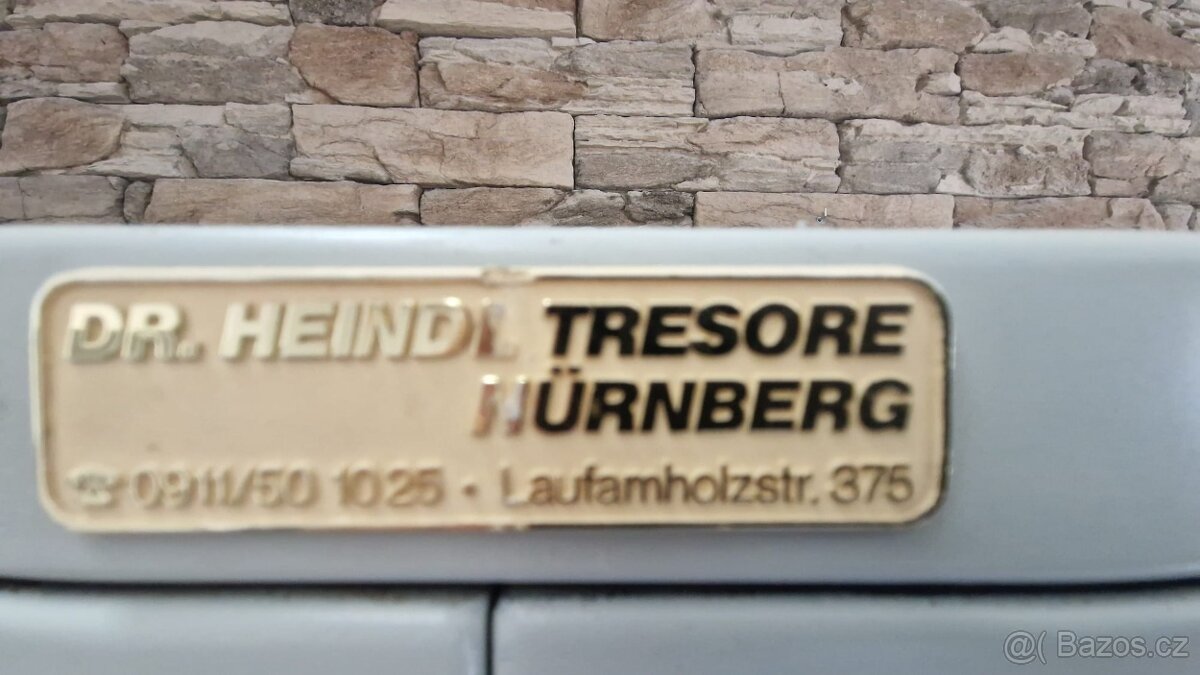 DR. HEINDL TRESORE
NÜRNBERG
☎ 0911/50 1025 • Laufamholzstr. 375
@( Bazos.cz